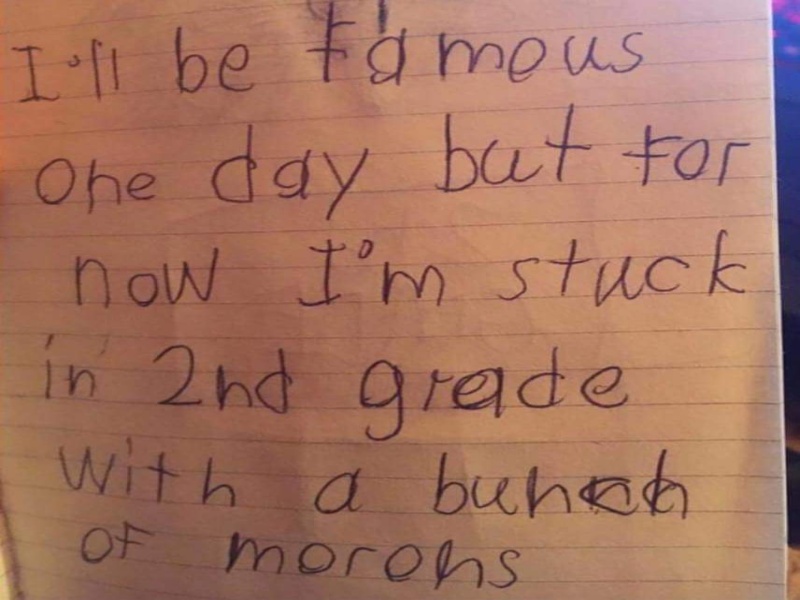 I'll be famous
one day but for
now I'm stuck
in 2nd grade
with a bunch
of morons